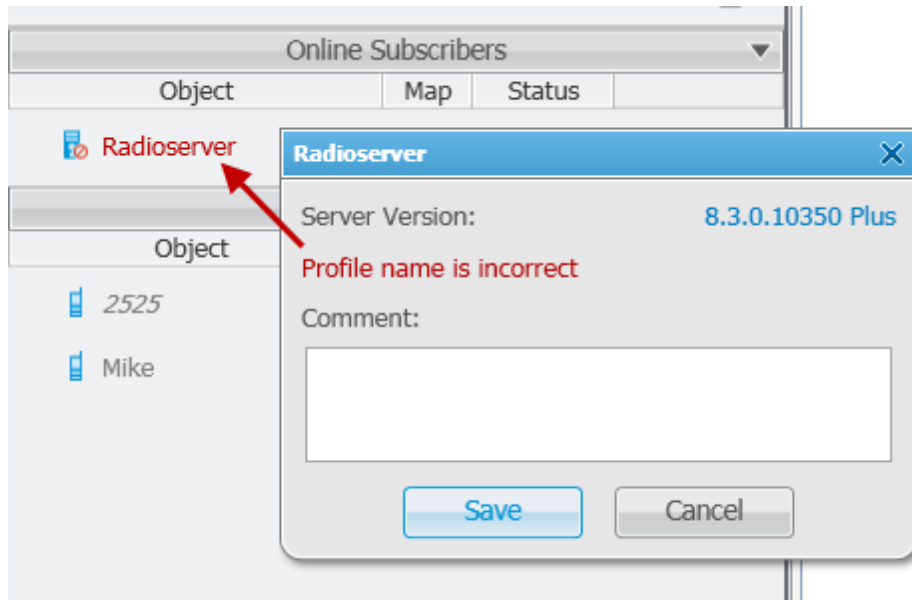 Online Subscribers
Object Map Status
Radioserver
Object
2525
Mike
Radioserver
Server Version: 8.3.0.10350 Plus
Profile name is incorrect
Comment:
Save Cancel